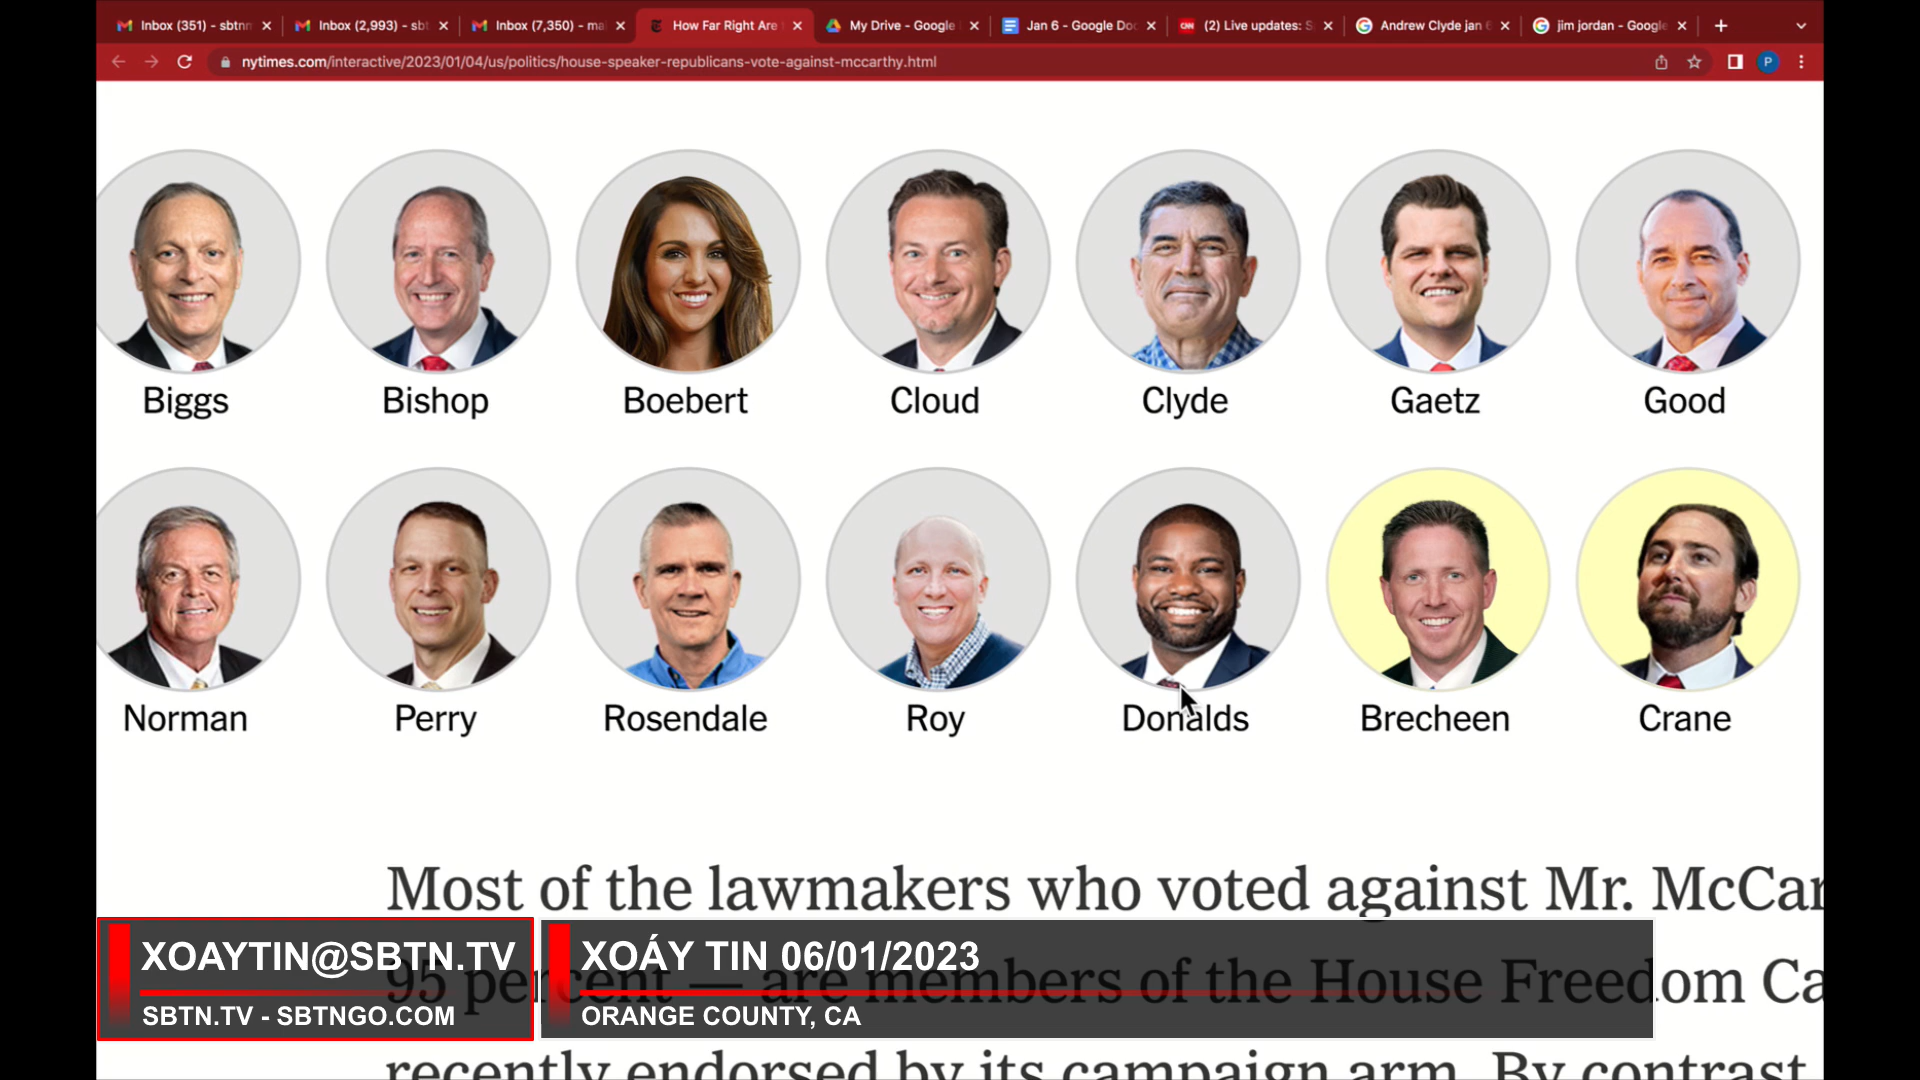 Inbox (351) - sbtnn
Inbox (2,993) - sbt
Inbox (7,350) - ma
How Far Right Are
My Drive - Google
Jan 6 - Google Doc
(2) Live updates: S
Andrew Clyde jan 6
jim jordan - Google
nytimes.com/interactive/2023/01/04/us/politics/house-speaker-republicans-vote-against-mccarthy.html
P
Biggs Bishop Boebert Cloud Clyde Gaetz Good
Norman Perry Rosendale Roy Donalds Brecheen Crane
Most of the lawmakers who voted against Mr. McCar
95 percent — are members of the House Freedom Ca
recently endorsed by its campaign arm. By contrast
XOAYTIN@SBTN.TV
SBTN.TV - SBTNGO.COM
XOÁY TIN 06/01/2023
ORANGE COUNTY, CA